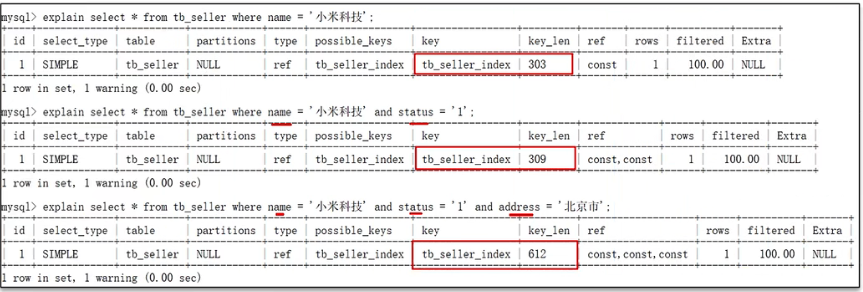 mysql> explain select * from tb_seller where name = '小米科技';
| id | select_type | table | partitions | type | possible_keys | key | key_len | ref | rows | filtered | Extra |
| 1 | SIMPLE | tb_seller | NULL | ref | tb_seller_index | tb_seller_index | 303 | const | 1 | 100.00 | NULL |
1 row in set, 1 warning (0.00 sec)
mysql> explain select * from tb_seller where name = '小米科技' and status = '1';
| id | select_type | table | partitions | type | possible_keys | key | key_len | ref | rows | filtered | Extra |
| 1 | SIMPLE | tb_seller | NULL | ref | tb_seller_index | tb_seller_index | 309 | const,const | 1 | 100.00 | NULL |
1 row in set, 1 warning (0.00 sec)
mysql> explain select * from tb_seller where name = '小米科技' and status = '1' and address = '北京市';
| id | select_type | table | partitions | type | possible_keys | key | key_len | ref | rows | filtered | Extra |
| 1 | SIMPLE | tb_seller | NULL | ref | tb_seller_index | tb_seller_index | 612 | const,const,const | 1 | 100.00 | NULL |
1 row in set, 1 warning (0.00 sec)